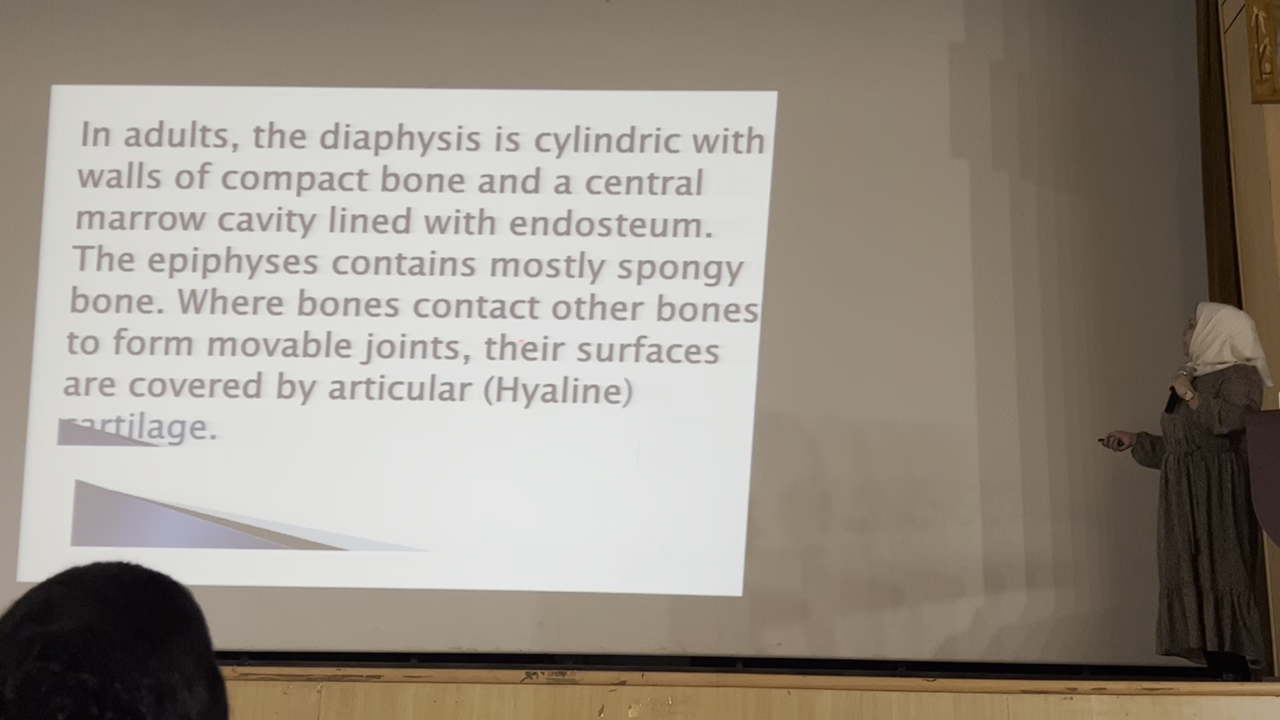 In adults, the diaphysis is cylindric with
walls of compact bone and a central
marrow cavity lined with endosteum.
The epiphyses contains mostly spongy
bone. Where bones contact other bones
to form movable joints, their surfaces
are covered by articular (Hyaline)
cartilage.